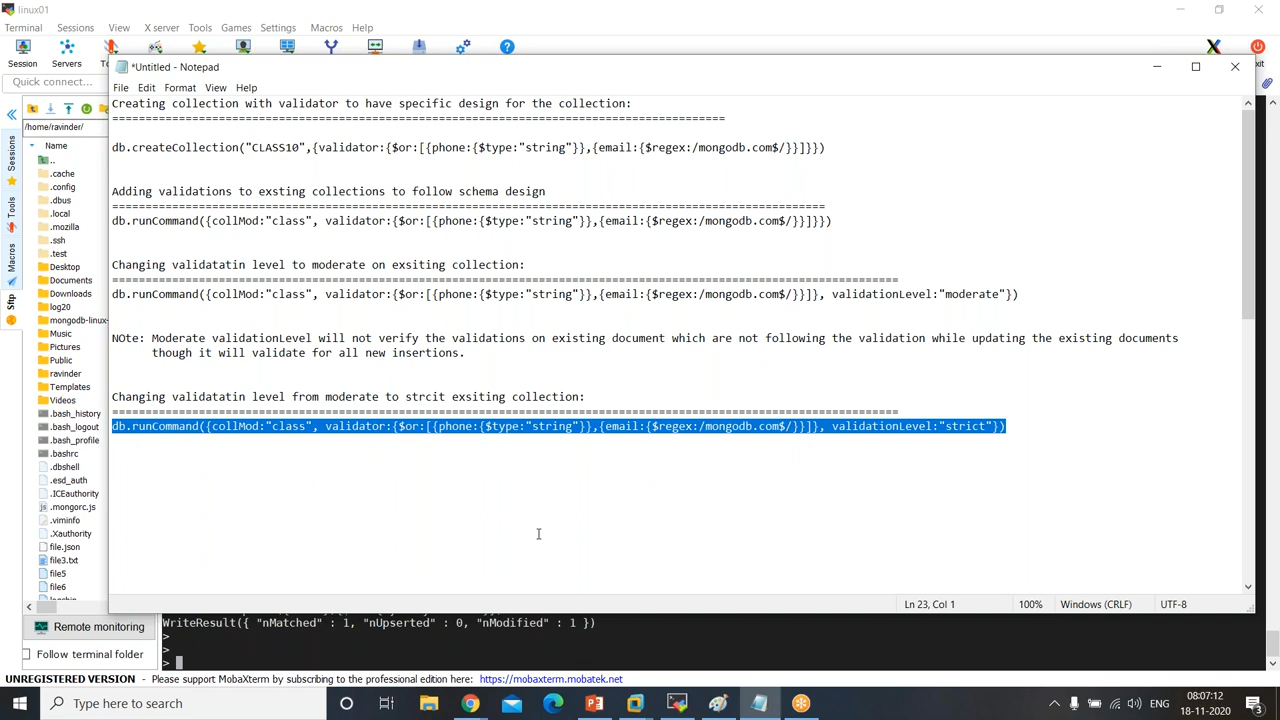 linux01
Terminal Sessions View X server Tools Games Settings Macros Help
Session Servers
Quick connect...
*Untitled - Notepad
File Edit Format View Help
/home/ravinder/
Name
..
.cache
.config
.dbus
.local
.mozilla
.ssh
.test
Desktop
Documents
Downloads
log20
mongodb-linux-
Music
Pictures
Public
ravinder
Templates
Videos
.bash_history
.bash_logout
.bash_profile
.bashrc
.dbshell
.esd_auth
.ICEauthority
.mongorc.js
.viminfo
.Xauthority
file.json
file3.txt
file5
file6
Sessions
Tools
Macros
Sftp
Creating collection with validator to have specific design for the collection:
===========================================================================================
db.createCollection("CLASS10",{validator:{$or:[{phone:{$type:"string"}},{email:{$regex:/mongodb.com$/}}]}})
Adding validations to exsting collections to follow schema design
===========================================================================================================
db.runCommand({collMod:"class", validator:{$or:[{phone:{$type:"string"}},{email:{$regex:/mongodb.com$/}}]}})
Changing validatatin level to moderate on exsiting collection:
======================================================================================================================
db.runCommand({collMod:"class", validator:{$or:[{phone:{$type:"string"}},{email:{$regex:/mongodb.com$/}}]}, validationLevel:"moderate"})
NOte: Moderate validationLevel will not verify the validations on existing document which are not following the validation while updating the existing documents
though it will validate for all new insertions.
Changing validatatin level from moderate to strcit exsiting collection:
======================================================================================================================
db.runCommand({collMod:"class", validator:{$or:[{phone:{$type:"string"}},{email:{$regex:/mongodb.com$/}}]}, validationLevel:"strict"})
Ln 23, Col 1 100% Windows (CRLF) UTF-8
Remote monitoring
Follow terminal folder
WriteResult({ "nMatched" : 1, "nUpserted" : 0, "nModified" : 1 })
>
>
>
UNREGISTERED VERSION - Please support MobaXterm by subscribing to the professional edition here: https://mobaxterm.mobatek.net
Type here to search
ENG
08:07:12
18-11-2020
3